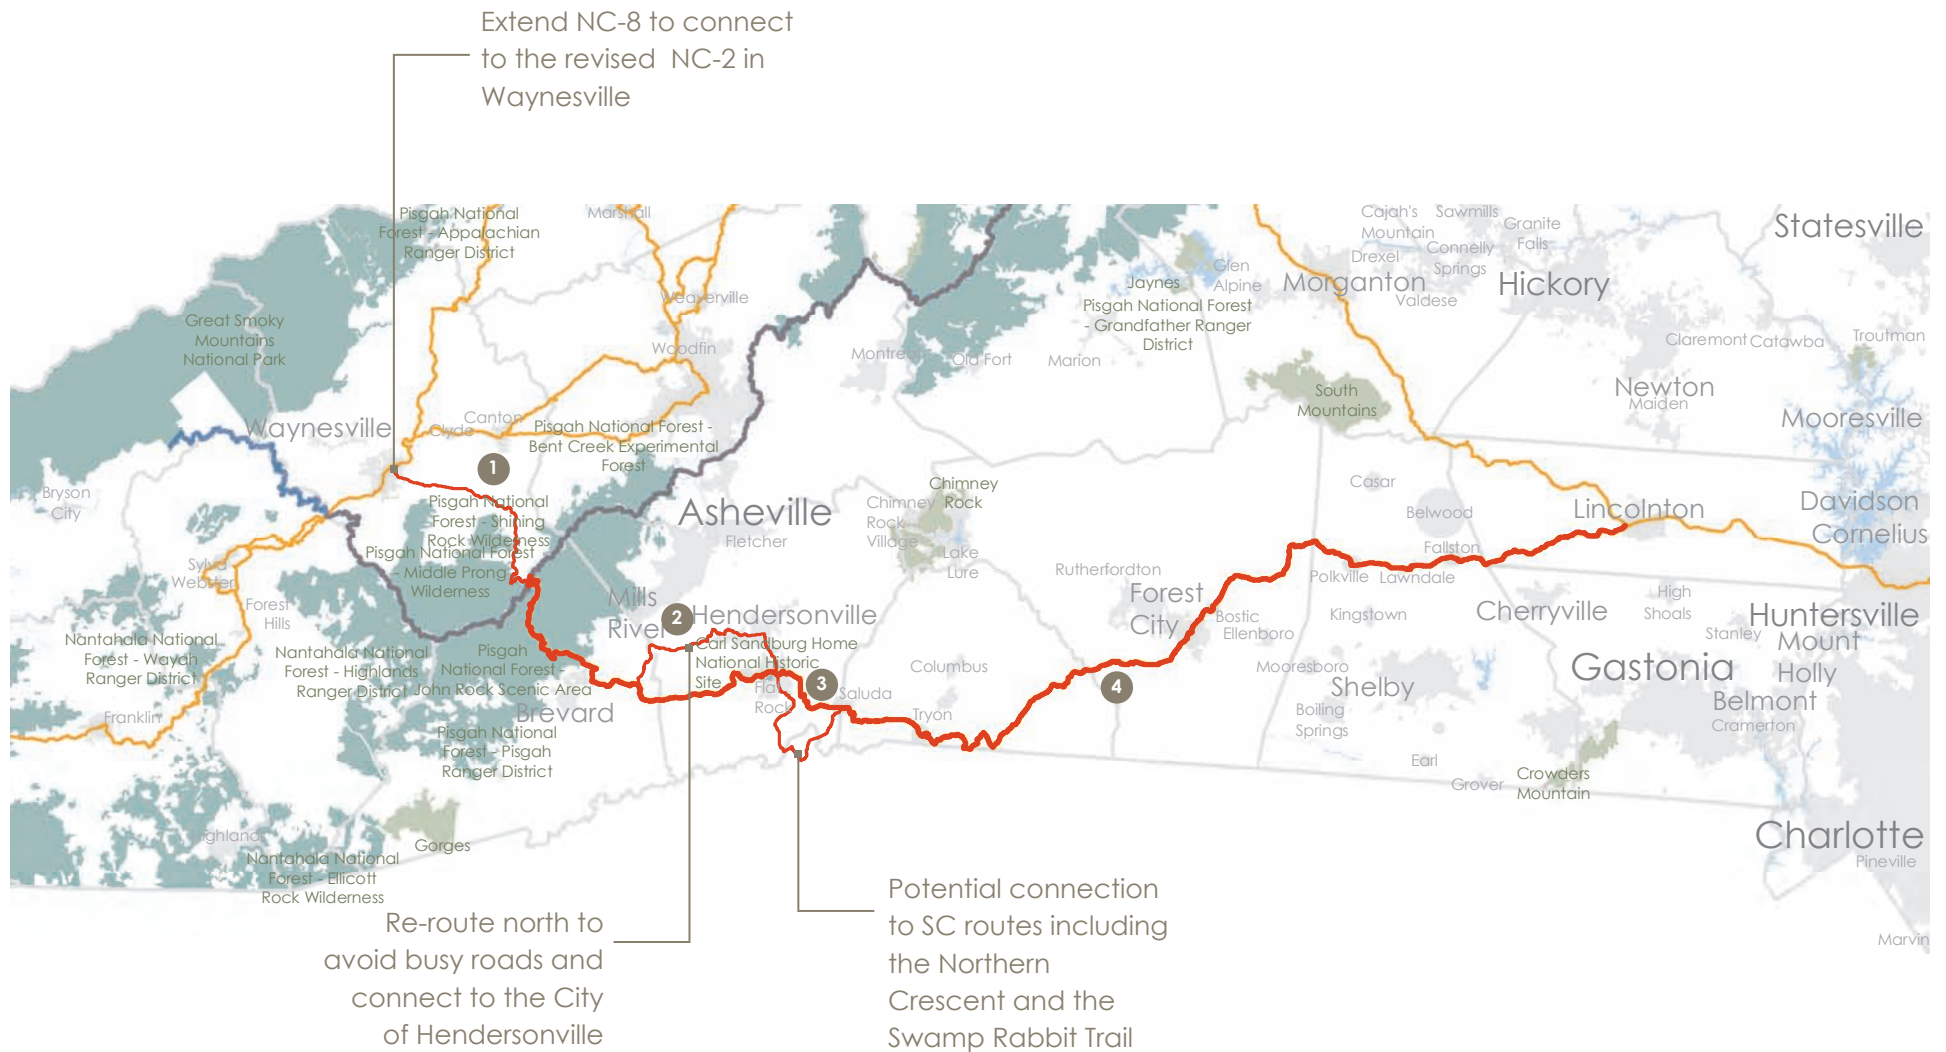 Extend NC-8 to connect
to the revised NC-2 in
Waynesville
Pisgah National
Forest - Appalachian
Ranger District
Marshall
Cajah's
Mountain
Sawmills
Granite
Falls
Connelly
Springs
Drexel
Statesville
Glen
Alpine
Jaynes
Morganton
Valdese
Hickory
Pisgah National Forest
- Grandfather Ranger
District
Weaverville
Great Smoky
Mountains
National Park
Woodfin
Montreat
Old Fort
Marion
Claremont
Catawba
Troutman
South
Mountains
Newton
Maiden
Mooresville
Waynesville
Clyde
Canton
Pisgah National Forest -
Bent Creek Experimental
Forest
1
Bryson
City
Pisgah National
Forest - Shining
Rock Wilderness
Pisgah National Forest
- Middle Prong
Wilderness
Asheville
Fletcher
Chimney
Rock
Chimney
Rock
Village
Lake
Lure
Casar
Belwood
Lincolnton
Davidson
Cornelius
Fallston
Sylva
Webster
Forest
Hills
Mills
River
2
Hendersonville
Rutherfordton
Forest
City
Bostic
Ellenboro
Polkville
Lawndale
Kingstown
Cherryville
High
Shoals
Stanley
Huntersville
Mount
Holly
Nantahala National
Forest - Wayah
Ranger District
Nantahala National
Forest - Highlands
Ranger District
Pisgah
National Forest -
John Rock Scenic Area
Carl Sandburg Home
National Historic
Site
Flat
Rock
3
Saluda
Columbus
Tryon
4
Mooresboro
Shelby
Boiling
Springs
Gastonia
Belmont
Cramerton
Franklin
Brevard
Pisgah National
Forest - Pisgah
Ranger District
Earl
Grover
Crowders
Mountain
Gorges
Highlands
Nantahala National
Forest - Ellicott
Rock Wilderness
Charlotte
Pineville
Marvin
Re-route north to
avoid busy roads and
connect to the City
of Hendersonville
Potential connection
to SC routes including
the Northern
Crescent and the
Swamp Rabbit Trail